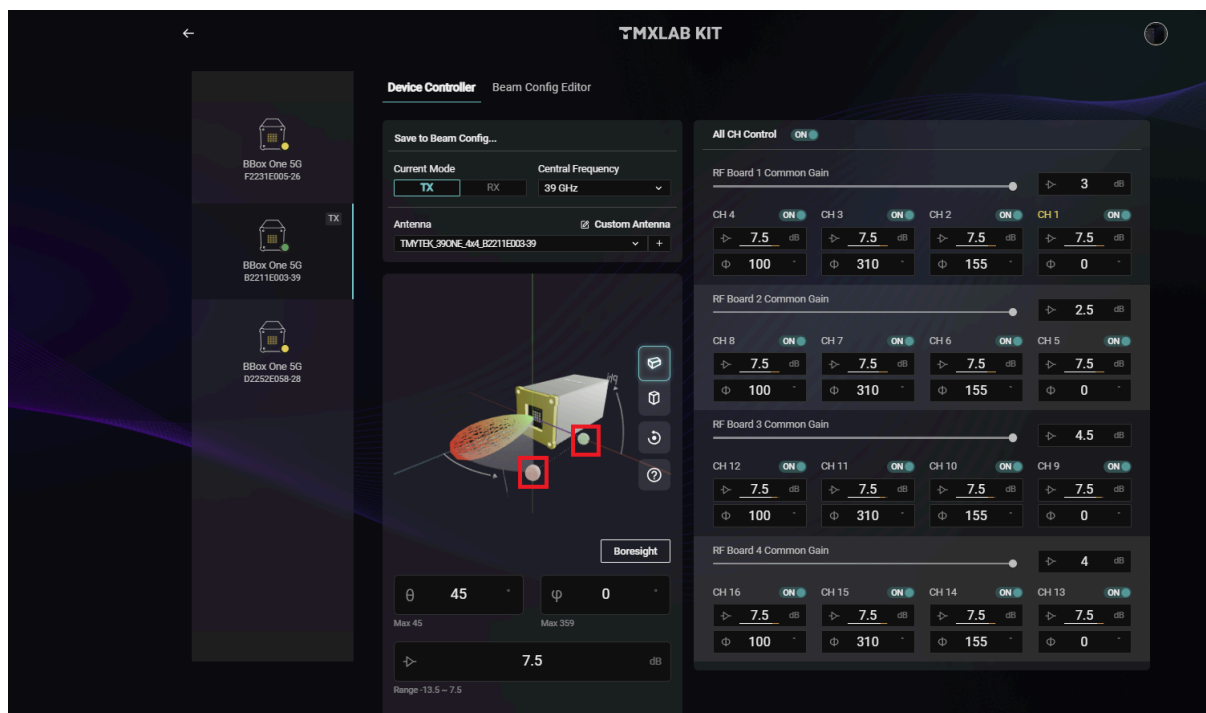 TMXLAB KIT
Device Controller Beam Config Editor
BBox One 5G
F2231E005-26
TX
BBox One 5G
B2211E003-39
BBox One 5G
D2252E058-28
Save to Beam Config...
Current Mode Central Frequency
TX RX 39 GHz
Antenna Custom Antenna
TMYTEK_39ONE_4x4_B2211E003-39 +
phi
Boresight
θ 45 ° φ 0 °
Max 45 Max 359
7.5 dB
Range -13.5 ~ 7.5
All CH Control ON
RF Board 1 Common Gain
3 dB
CH 4 ON CH 3 ON CH 2 ON CH 1 ON
7.5 dB 7.5 dB 7.5 dB 7.5 dB
Φ 100 ° Φ 310 ° Φ 155 ° Φ 0 °
RF Board 2 Common Gain
2.5 dB
CH 8 ON CH 7 ON CH 6 ON CH 5 ON
7.5 dB 7.5 dB 7.5 dB 7.5 dB
Φ 100 ° Φ 310 ° Φ 155 ° Φ 0 °
RF Board 3 Common Gain
4.5 dB
CH 12 ON CH 11 ON CH 10 ON CH 9 ON
7.5 dB 7.5 dB 7.5 dB 7.5 dB
Φ 100 ° Φ 310 ° Φ 155 ° Φ 0 °
RF Board 4 Common Gain
4 dB
CH 16 ON CH 15 ON CH 14 ON CH 13 ON
7.5 dB 7.5 dB 7.5 dB 7.5 dB
Φ 100 ° Φ 310 ° Φ 155 ° Φ 0 °